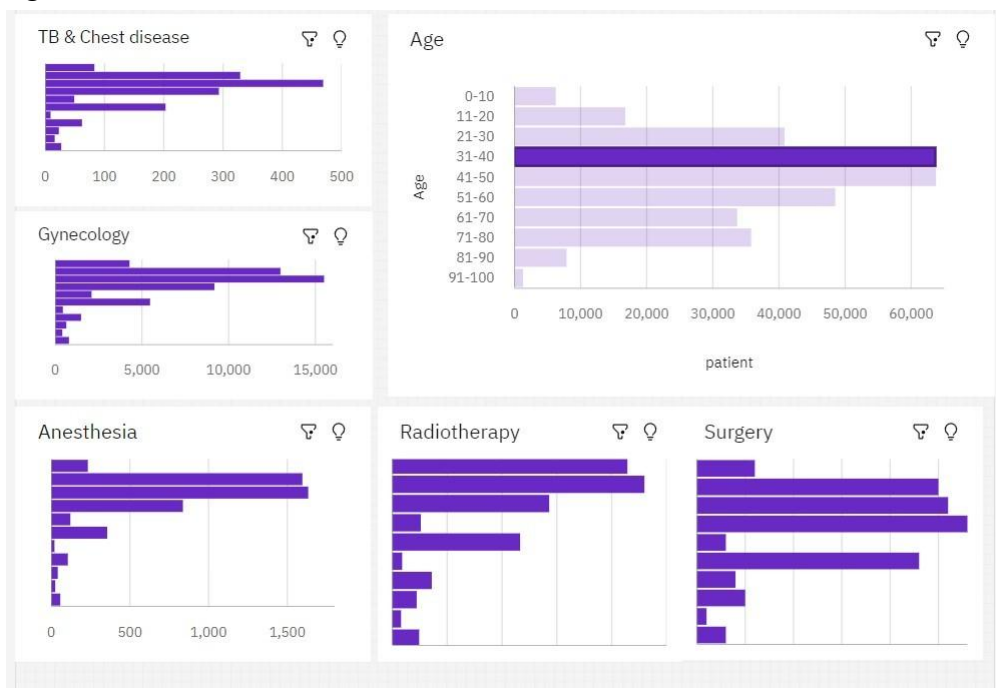 TB & Chest disease
0 100 200 300 400 500
Gynecology
0 5,000 10,000 15,000
Age
0-10
11-20
21-30
31-40
41-50
51-60
61-70
71-80
81-90
91-100
Age
0 10,000 20,000 30,000 40,000 50,000 60,000
patient
Anesthesia
0 500 1,000 1,500
Radiotherapy
Surgery